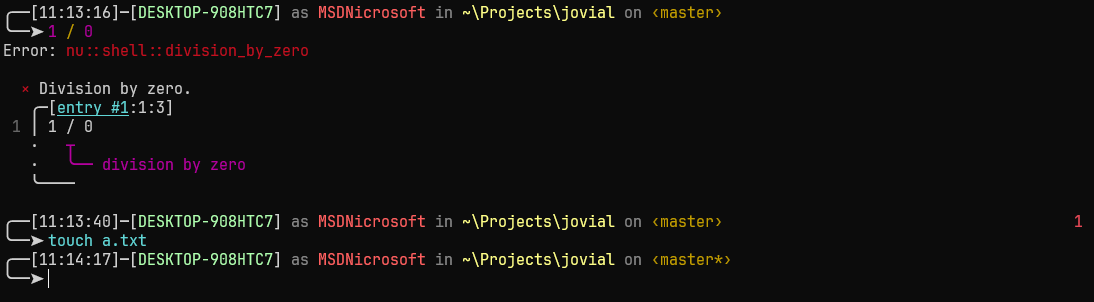 ╭──[11:13:16]─[DESKTOP-908HTC7] as MSDNicrosoft in ~\Projects\jovial on ‹master›
╰──➤ 1 / 0
Error: nu::shell::division_by_zero
× Division by zero.
╭─[entry #1:1:3]
1 │ 1 / 0
·   ┬
·   ╰── division by zero
╰────
╭──[11:13:40]─[DESKTOP-908HTC7] as MSDNicrosoft in ~\Projects\jovial on ‹master› 1
╰──➤ touch a.txt
╭──[11:14:17]─[DESKTOP-908HTC7] as MSDNicrosoft in ~\Projects\jovial on ‹master*›
╰──➤